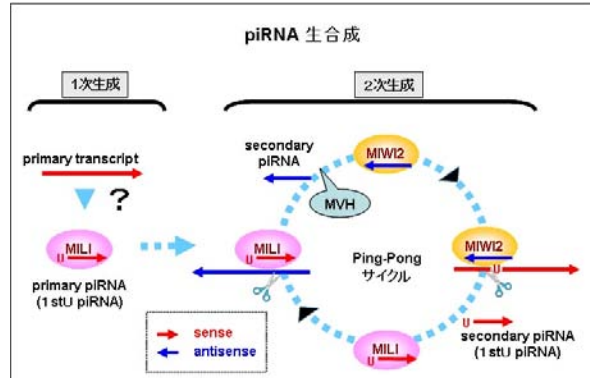 piRNA 生合成
1次生成
2次生成
primary transcript
?
MILI
U
primary piRNA
(1stU piRNA)
secondary
piRNA
MVH
MIWI2
MILI
U
Ping-Pong
サイクル
MIWI2
U
U
secondary piRNA
(1stU piRNA)
MILI
U
sense
antisense